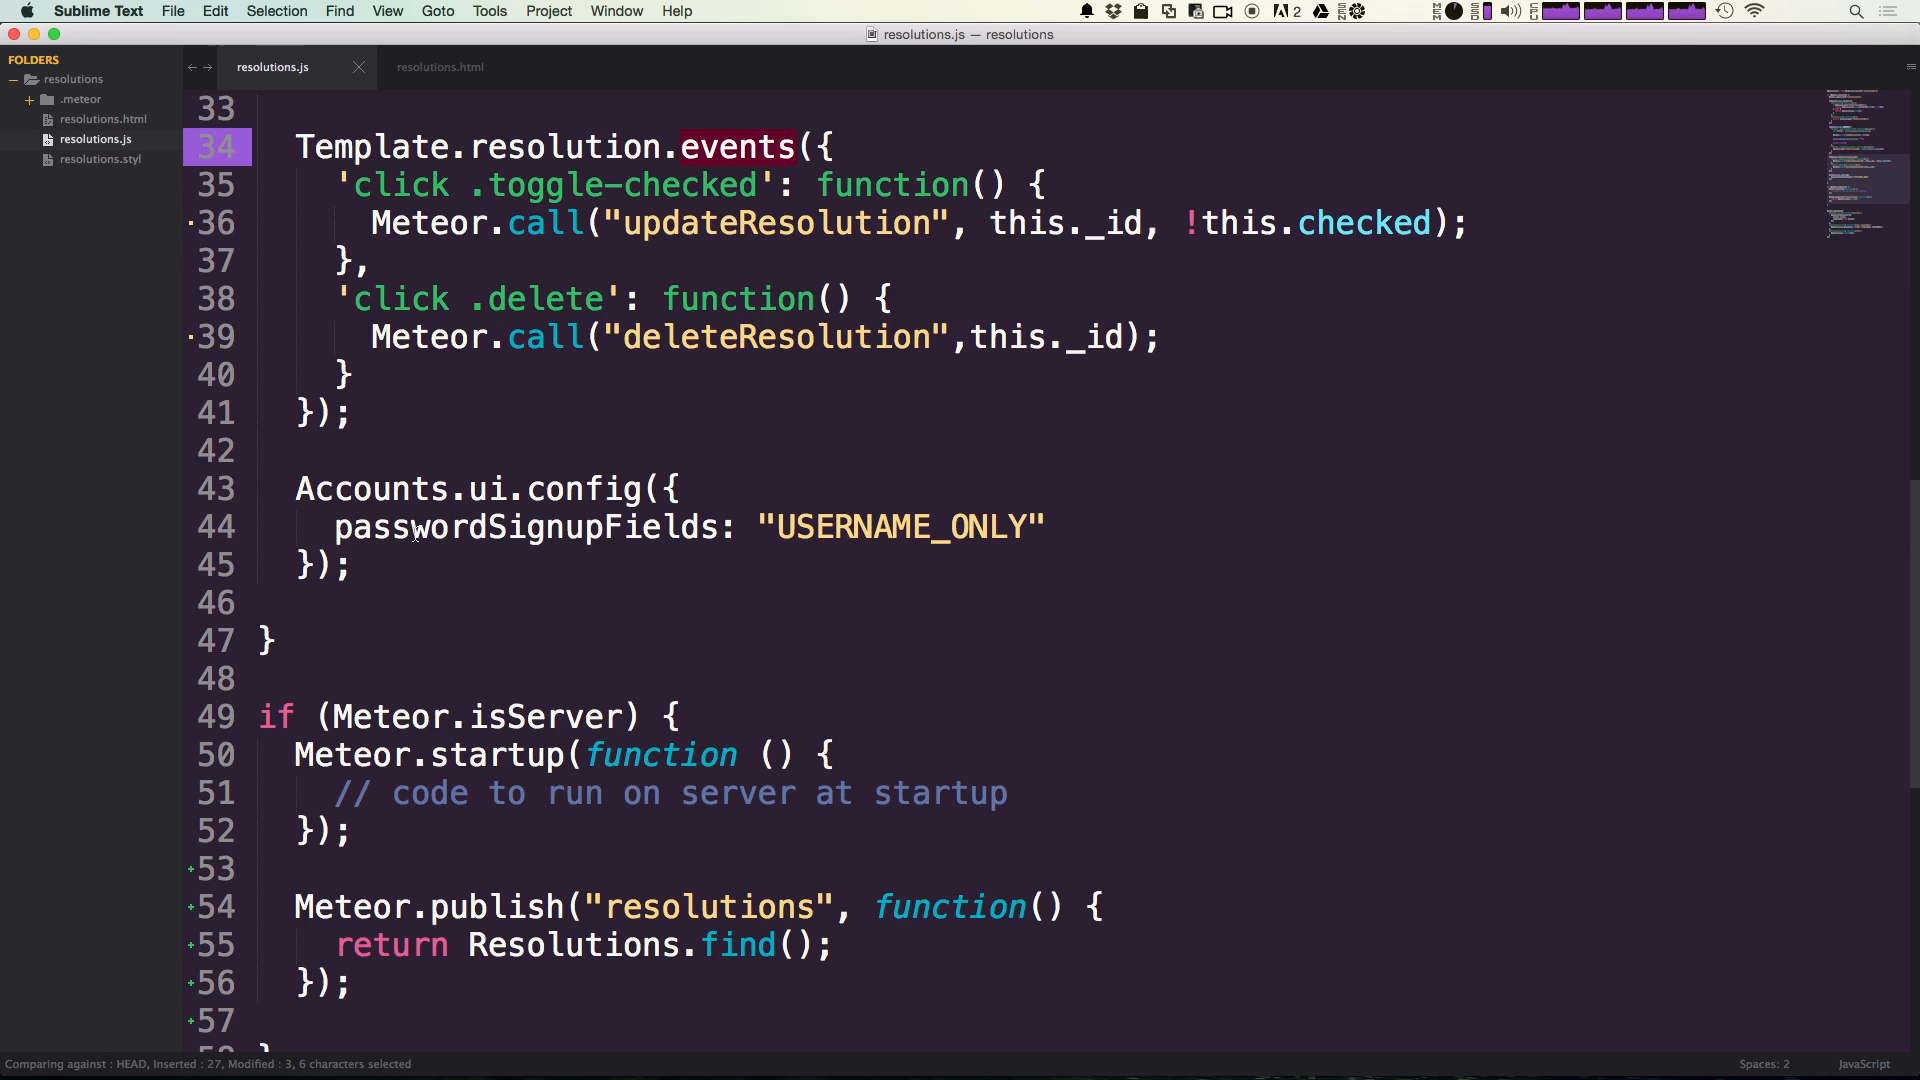 Sublime Text File Edit Selection Find View Goto Tools Project Window Help
resolutions.js — resolutions
FOLDERS
resolutions
.meteor
resolutions.html
resolutions.js
resolutions.styl
resolutions.js resolutions.html
33
34 Template.resolution.events({
35 'click .toggle-checked': function() {
36 Meteor.call("updateResolution", this._id, !this.checked);
37 },
38 'click .delete': function() {
39 Meteor.call("deleteResolution",this._id);
40 }
41 });
42
43 Accounts.ui.config({
44 passwordSignupFields: "USERNAME_ONLY"
45 });
46
47 }
48
49 if (Meteor.isServer) {
50 Meteor.startup(function () {
51 // code to run on server at startup
52 });
53
54 Meteor.publish("resolutions", function() {
55 return Resolutions.find();
56 });
57
Comparing against : HEAD, Inserted : 27, Modified : 3, 6 characters selected
Spaces: 2 JavaScript